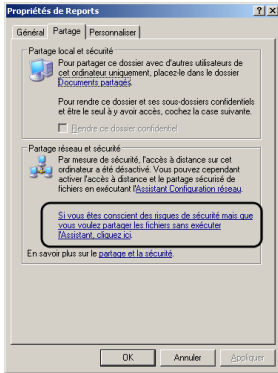 Propriétés de Reports
Général Partage Personnaliser
Partage local et sécurité
Pour partager ce dossier avec d'autres utilisateurs de
cet ordinateur uniquement, placez-le dans le dossier
Documents partagés.
Pour rendre ce dossier et ses sous-dossiers confidentiels
et être le seul à y avoir accès, cochez la case suivante.
Rendre ce dossier confidentiel
Partage réseau et sécurité
Par mesure de sécurité, l'accès à distance sur cet
ordinateur a été désactivé. Vous pouvez cependant
activer l'accès à distance et le partage sécurisé de
fichiers en exécutant l'Assistant Configuration réseau.
Si vous êtes conscient des risques de sécurité mais que
vous voulez partager les fichiers sans exécuter
l'Assistant, cliquez ici.
En savoir plus sur le partage et la sécurité.
OK Annuler Appliquer